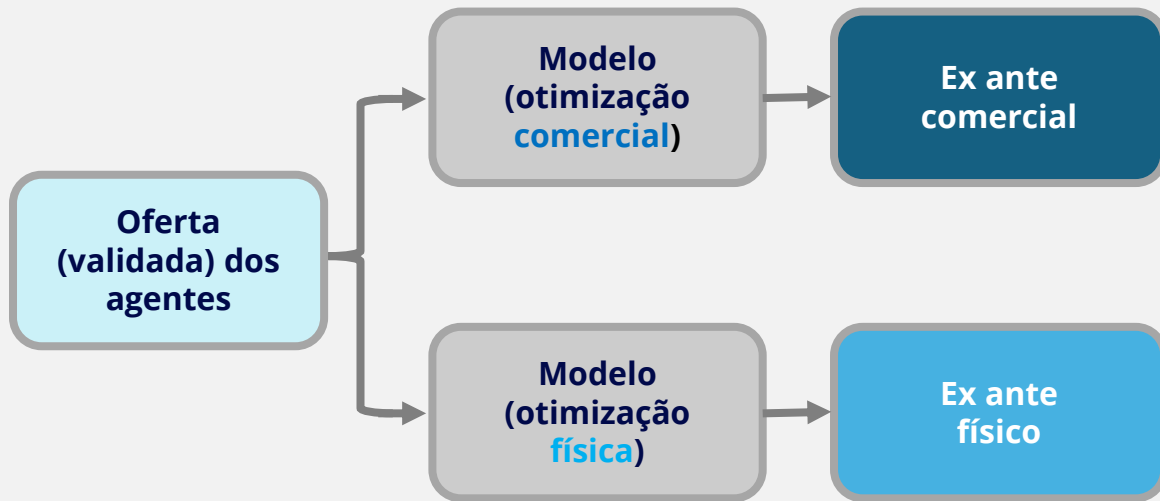 Modelo
(otimização
comercial)
Ex ante
comercial
Oferta
(validada) dos
agentes
Modelo
(otimização
física)
Ex ante
físico